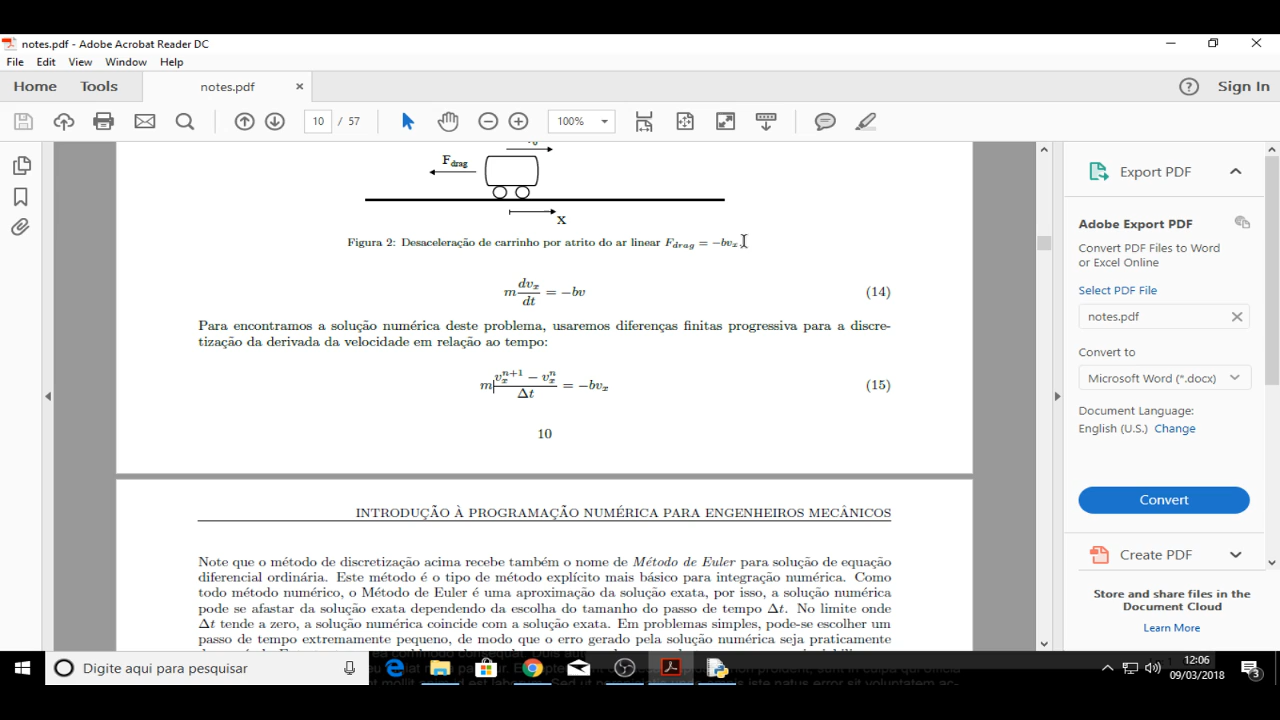 notes.pdf - Adobe Acrobat Reader DC
File Edit View Window Help
Home Tools notes.pdf × Sign In
10 / 57 100%
F_drag
X
Figura 2: Desaceleração de carrinho por atrito do ar linear F_drag = −bv_x.
m dv_x/dt = −bv (14)
Para encontramos a solução numérica deste problema, usaremos diferenças finitas progressiva para a discre-
tização da derivada da velocidade em relação ao tempo:
m (v_x^{n+1} − v_x^n)/Δt = −bv_x (15)
10
INTRODUÇÃO À PROGRAMAÇÃO NUMÉRICA PARA ENGENHEIROS MECÂNICOS
Note que o método de discretização acima recebe também o nome de Método de Euler para solução de equação
diferencial ordinária. Este método é o tipo de método explícito mais básico para integração numérica. Como
todo método numérico, o Método de Euler é uma aproximação da solução exata, por isso, a solução numérica
pode se afastar da solução exata dependendo da escolha do tamanho do passo de tempo Δt. No limite onde
Δt tende a zero, a solução numérica coincide com a solução exata. Em problemas simples, pode-se escolher um
passo de tempo extremamente pequeno, de modo que o erro gerado pela solução numérica seja praticamente
Export PDF
Adobe Export PDF
Convert PDF Files to Word
or Excel Online
Select PDF File
notes.pdf
Convert to
Microsoft Word (*.docx)
Document Language:
English (U.S.) Change
Convert
Create PDF
Store and share files in the
Document Cloud
Learn More
Digite aqui para pesquisar
12:06
09/03/2018
3